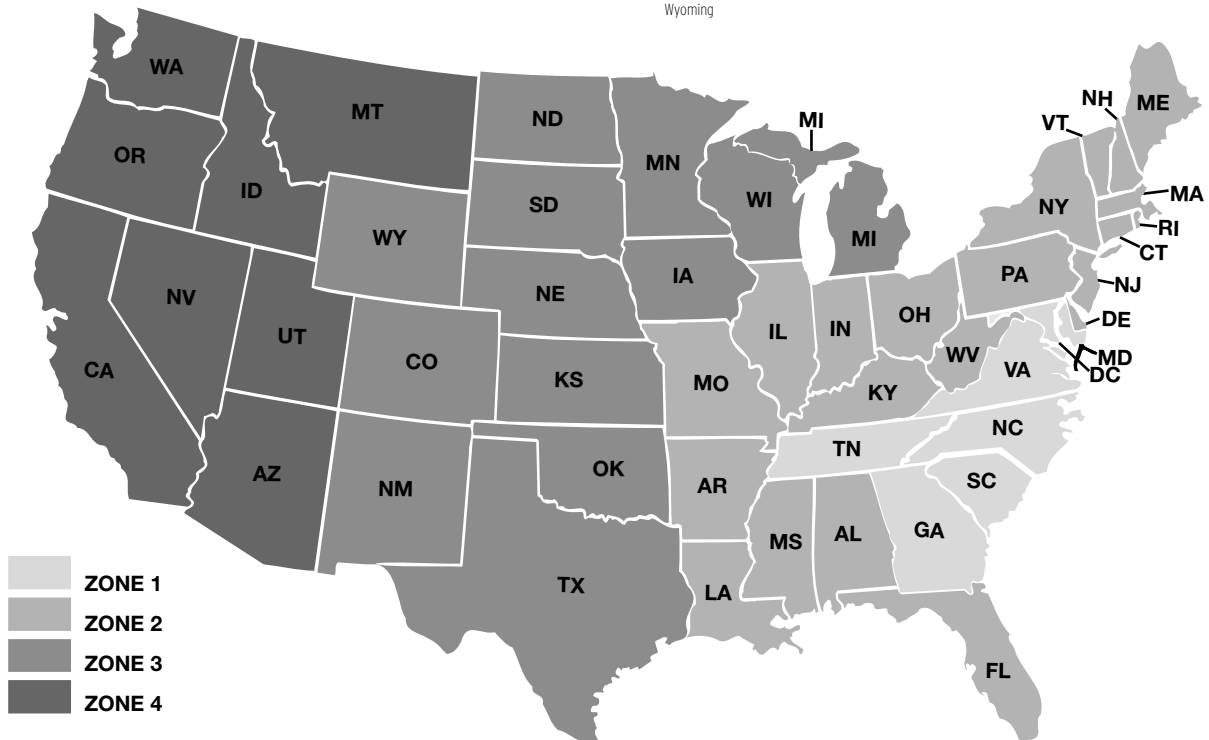 Wyoming
WA
MT
ND
MN
MI
NH
ME
VT
OR
ID
SD
WI
MI
NY
MA
RI
CT
WY
IA
PA
NJ
NV
NE
UT
CO
IL
IN
OH
DE
WV
MD
DC
VA
CA
KS
MO
KY
NC
TN
AZ
NM
OK
AR
SC
MS
AL
GA
TX
LA
FL
ZONE 1
ZONE 2
ZONE 3
ZONE 4